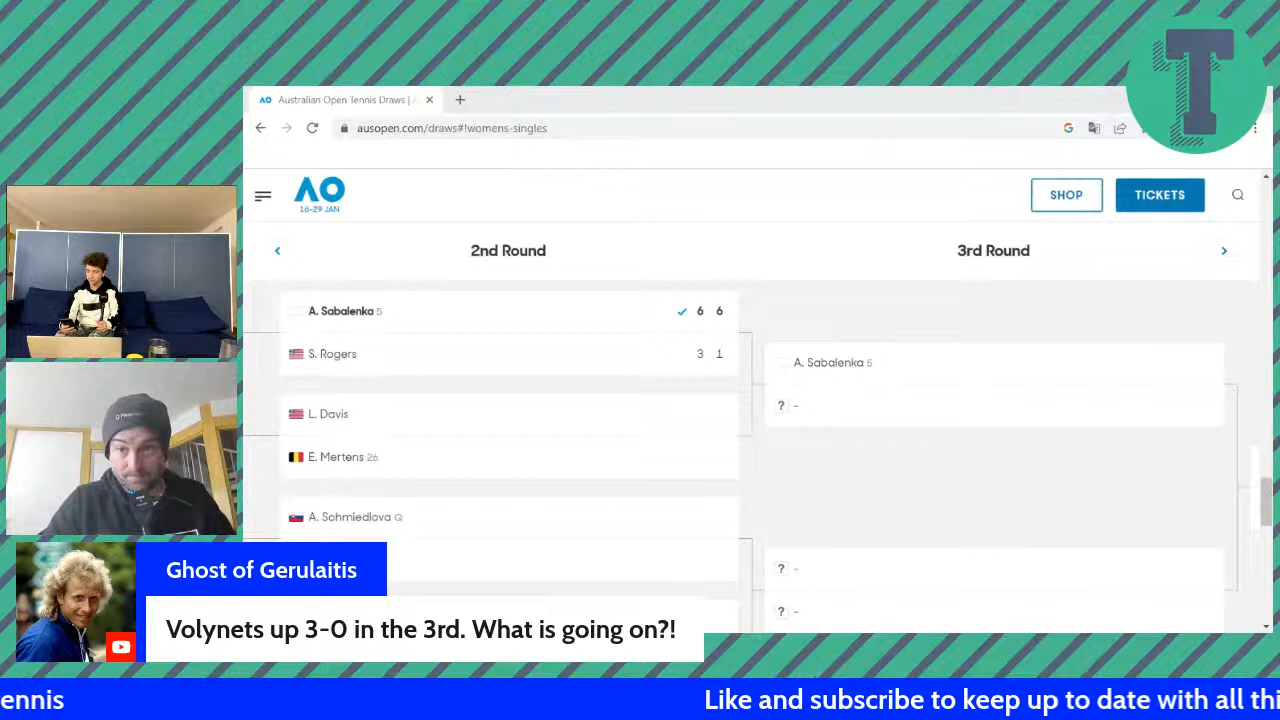 Australian Open Tennis Draws |
ausopen.com/draws#!womens-singles
AO
16-29 JAN
SHOP
TICKETS
2nd Round
3rd Round
A. Sabalenka 5
6 6
S. Rogers
3 1
L. Davis
E. Mertens 26
A. Schmiedlova Q
A. Sabalenka 5
? -
? -
? -
T
Ghost of Gerulaitis
Volynets up 3-0 in the 3rd. What is going on?!
ennis
Like and subscribe to keep up to date with all thi